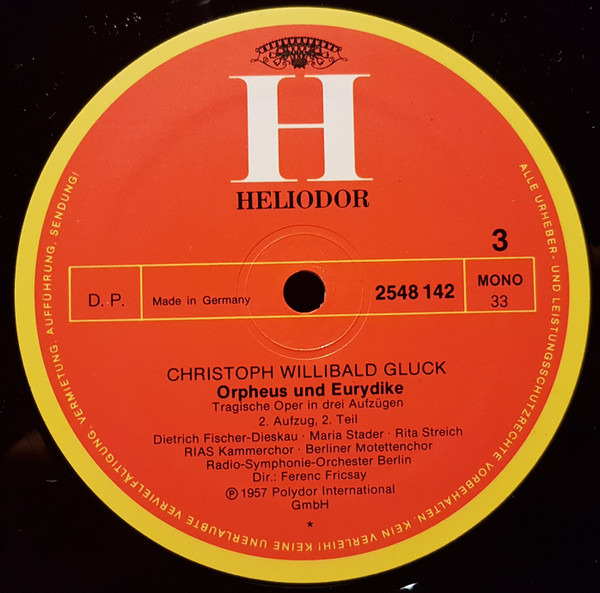 H
HELIODOR
3
D. P.
Made in Germany
2548 142
MONO
33
CHRISTOPH WILLIBALD GLUCK
Orpheus und Eurydike
Tragische Oper in drei Aufzügen
2. Aufzug, 2. Teil
Dietrich Fischer-Dieskau · Maria Stader · Rita Streich
RIAS Kammerchor · Berliner Motettenchor
Radio-Symphonie-Orchester Berlin
Dir.: Ferenc Fricsay
Ⓟ 1957 Polydor International
GmbH
*
ALLE URHEBER- UND LEISTUNGSSCHUTZRECHTE VORBEHALTEN. KEIN VERLEIH! KEINE UNERLAUBTE VERVIELFÄLTIGUNG, VERMIETUNG, AUFFÜHRUNG, SENDUNG!